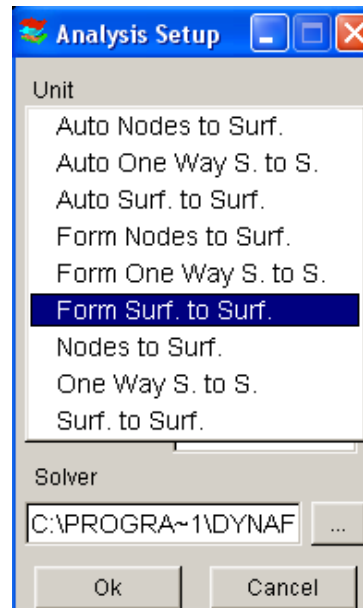 Analysis Setup
Unit
Auto Nodes to Surf.
Auto One Way S. to S.
Auto Surf. to Surf.
Form Nodes to Surf.
Form One Way S. to S.
Form Surf. to Surf.
Nodes to Surf.
One Way S. to S.
Surf. to Surf.
Solver
C:\PROGRA~1\DYNAF ...
Ok Cancel